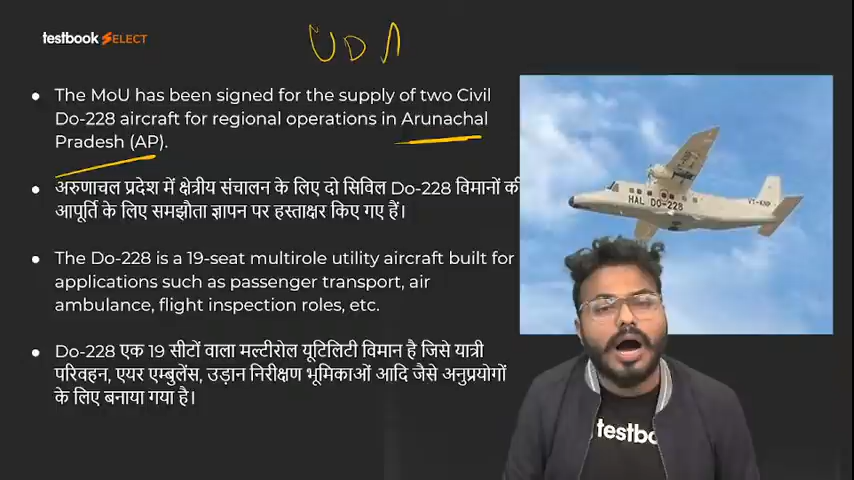 testbook SELECT
UDA
The MoU has been signed for the supply of two Civil
Do-228 aircraft for regional operations in Arunachal
Pradesh (AP).
अरुणाचल प्रदेश में क्षेत्रीय संचालन के लिए दो सिविल Do-228 विमानों की
आपूर्ति के लिए समझौता ज्ञापन पर हस्ताक्षर किए गए हैं।
The Do-228 is a 19-seat multirole utility aircraft built for
applications such as passenger transport, air
ambulance, flight inspection roles, etc.
Do-228 एक 19 सीटों वाला मल्टीरोल यूटिलिटी विमान है जिसे यात्री
परिवहन, एयर एम्बुलेंस, उड़ान निरीक्षण भूमिकाओं आदि जैसे अनुप्रयोगों
के लिए बनाया गया है।
HAL DO-228
VT-KNP
testbo